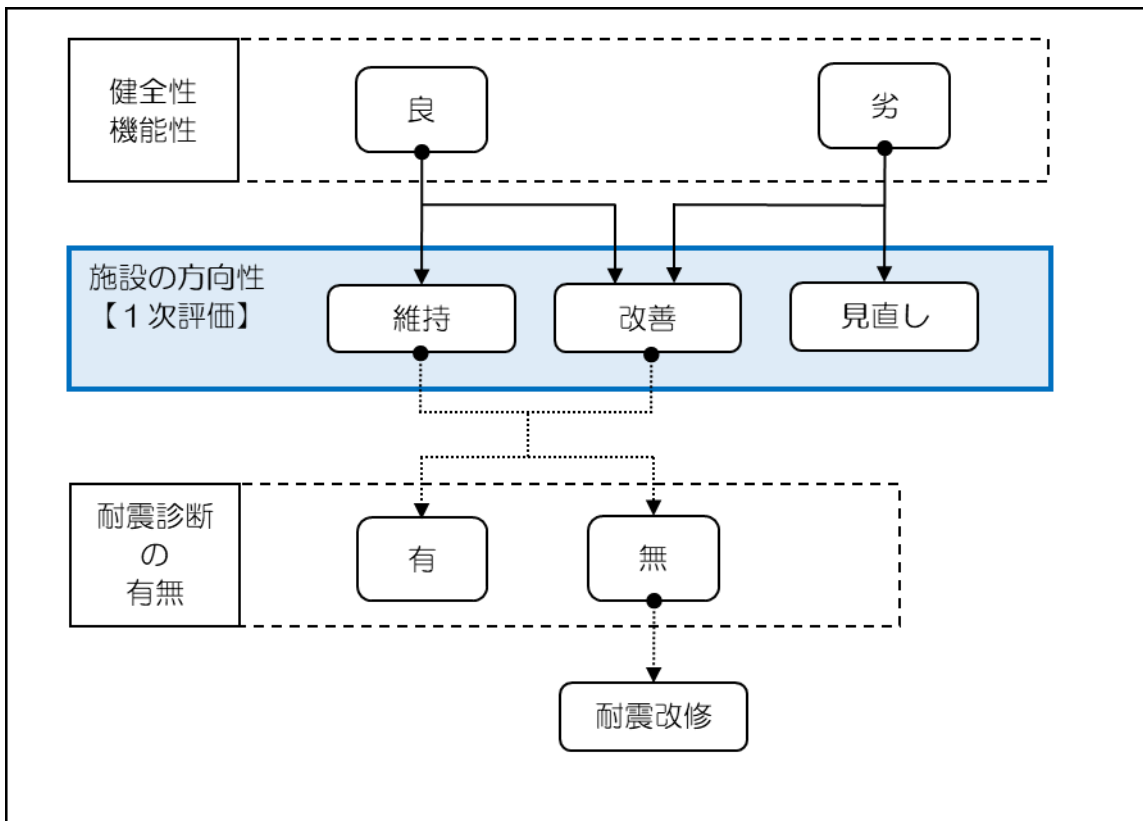 健全性
機能性
良
劣
施設の方向性
【１次評価】
維持
改善
見直し
耐震診断
の
有無
有
無
耐震改修